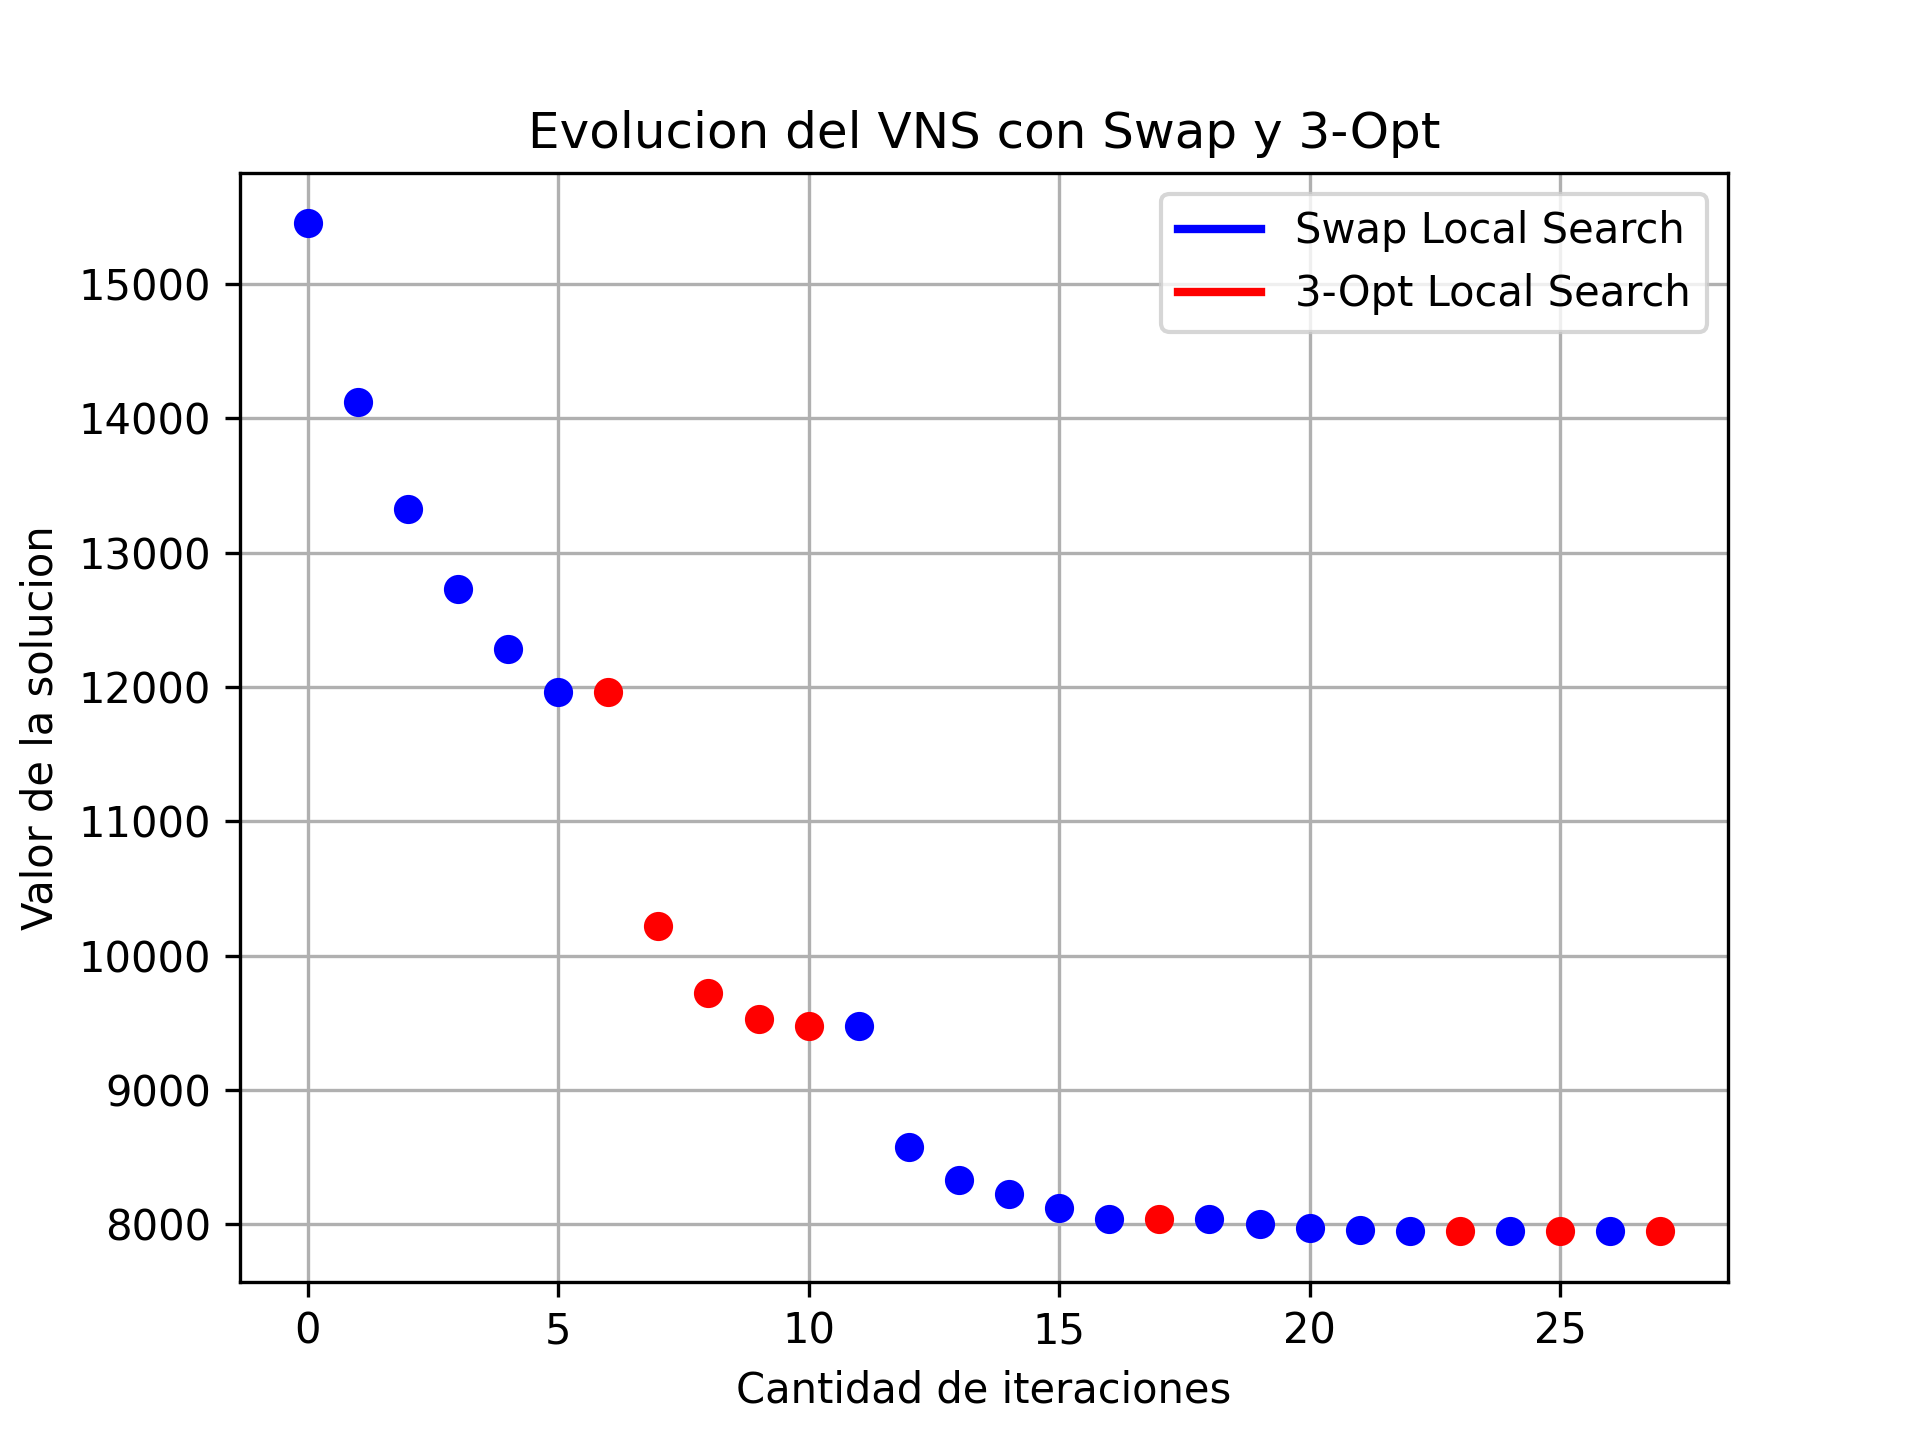 Evolucion del VNS con Swap y 3-Opt
Swap Local Search
3-Opt Local Search
Valor de la solucion
15000
14000
13000
12000
11000
10000
9000
8000
0 5 10 15 20 25
Cantidad de iteraciones